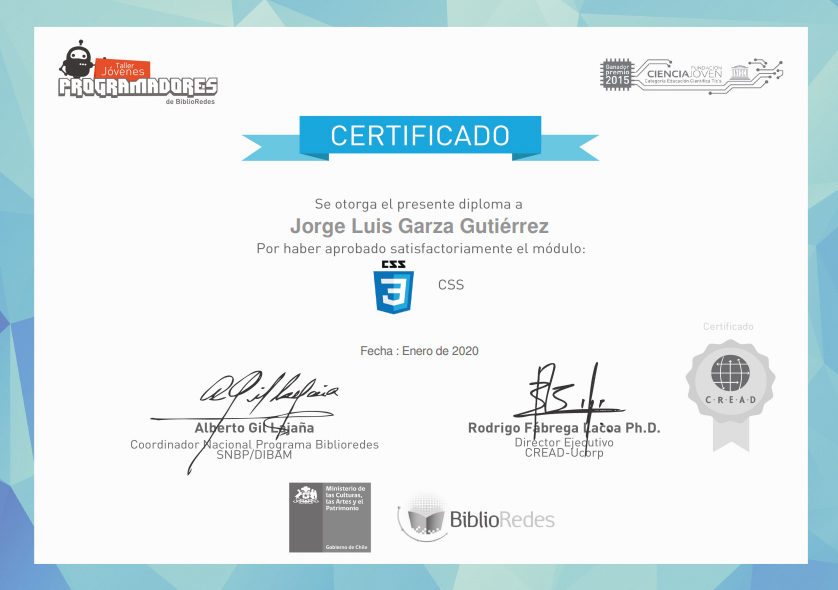 Taller
Jóvenes
PROGRAMADORES
de BiblioRedes
Ganador
premio
2015
FUNDACIÓN
CIENCIAJOVEN
Categoría Educación Científica Tic's
CERTIFICADO
Se otorga el presente diploma a
Jorge Luis Garza Gutiérrez
Por haber aprobado satisfactoriamente el módulo:
CSS
3
CSS
Fecha : Enero de 2020
Certificado
C·R·E·A·D
Alberto Gil Lajaña
Coordinador Nacional Programa Biblioredes
SNBP/DIBAM
Rodrigo Fábrega Lacoa Ph.D.
Director Ejecutivo
CREAD-Ucorp
Ministerio de
las Culturas,
las Artes y el
Patrimonio
Gobierno de Chile
BiblioRedes